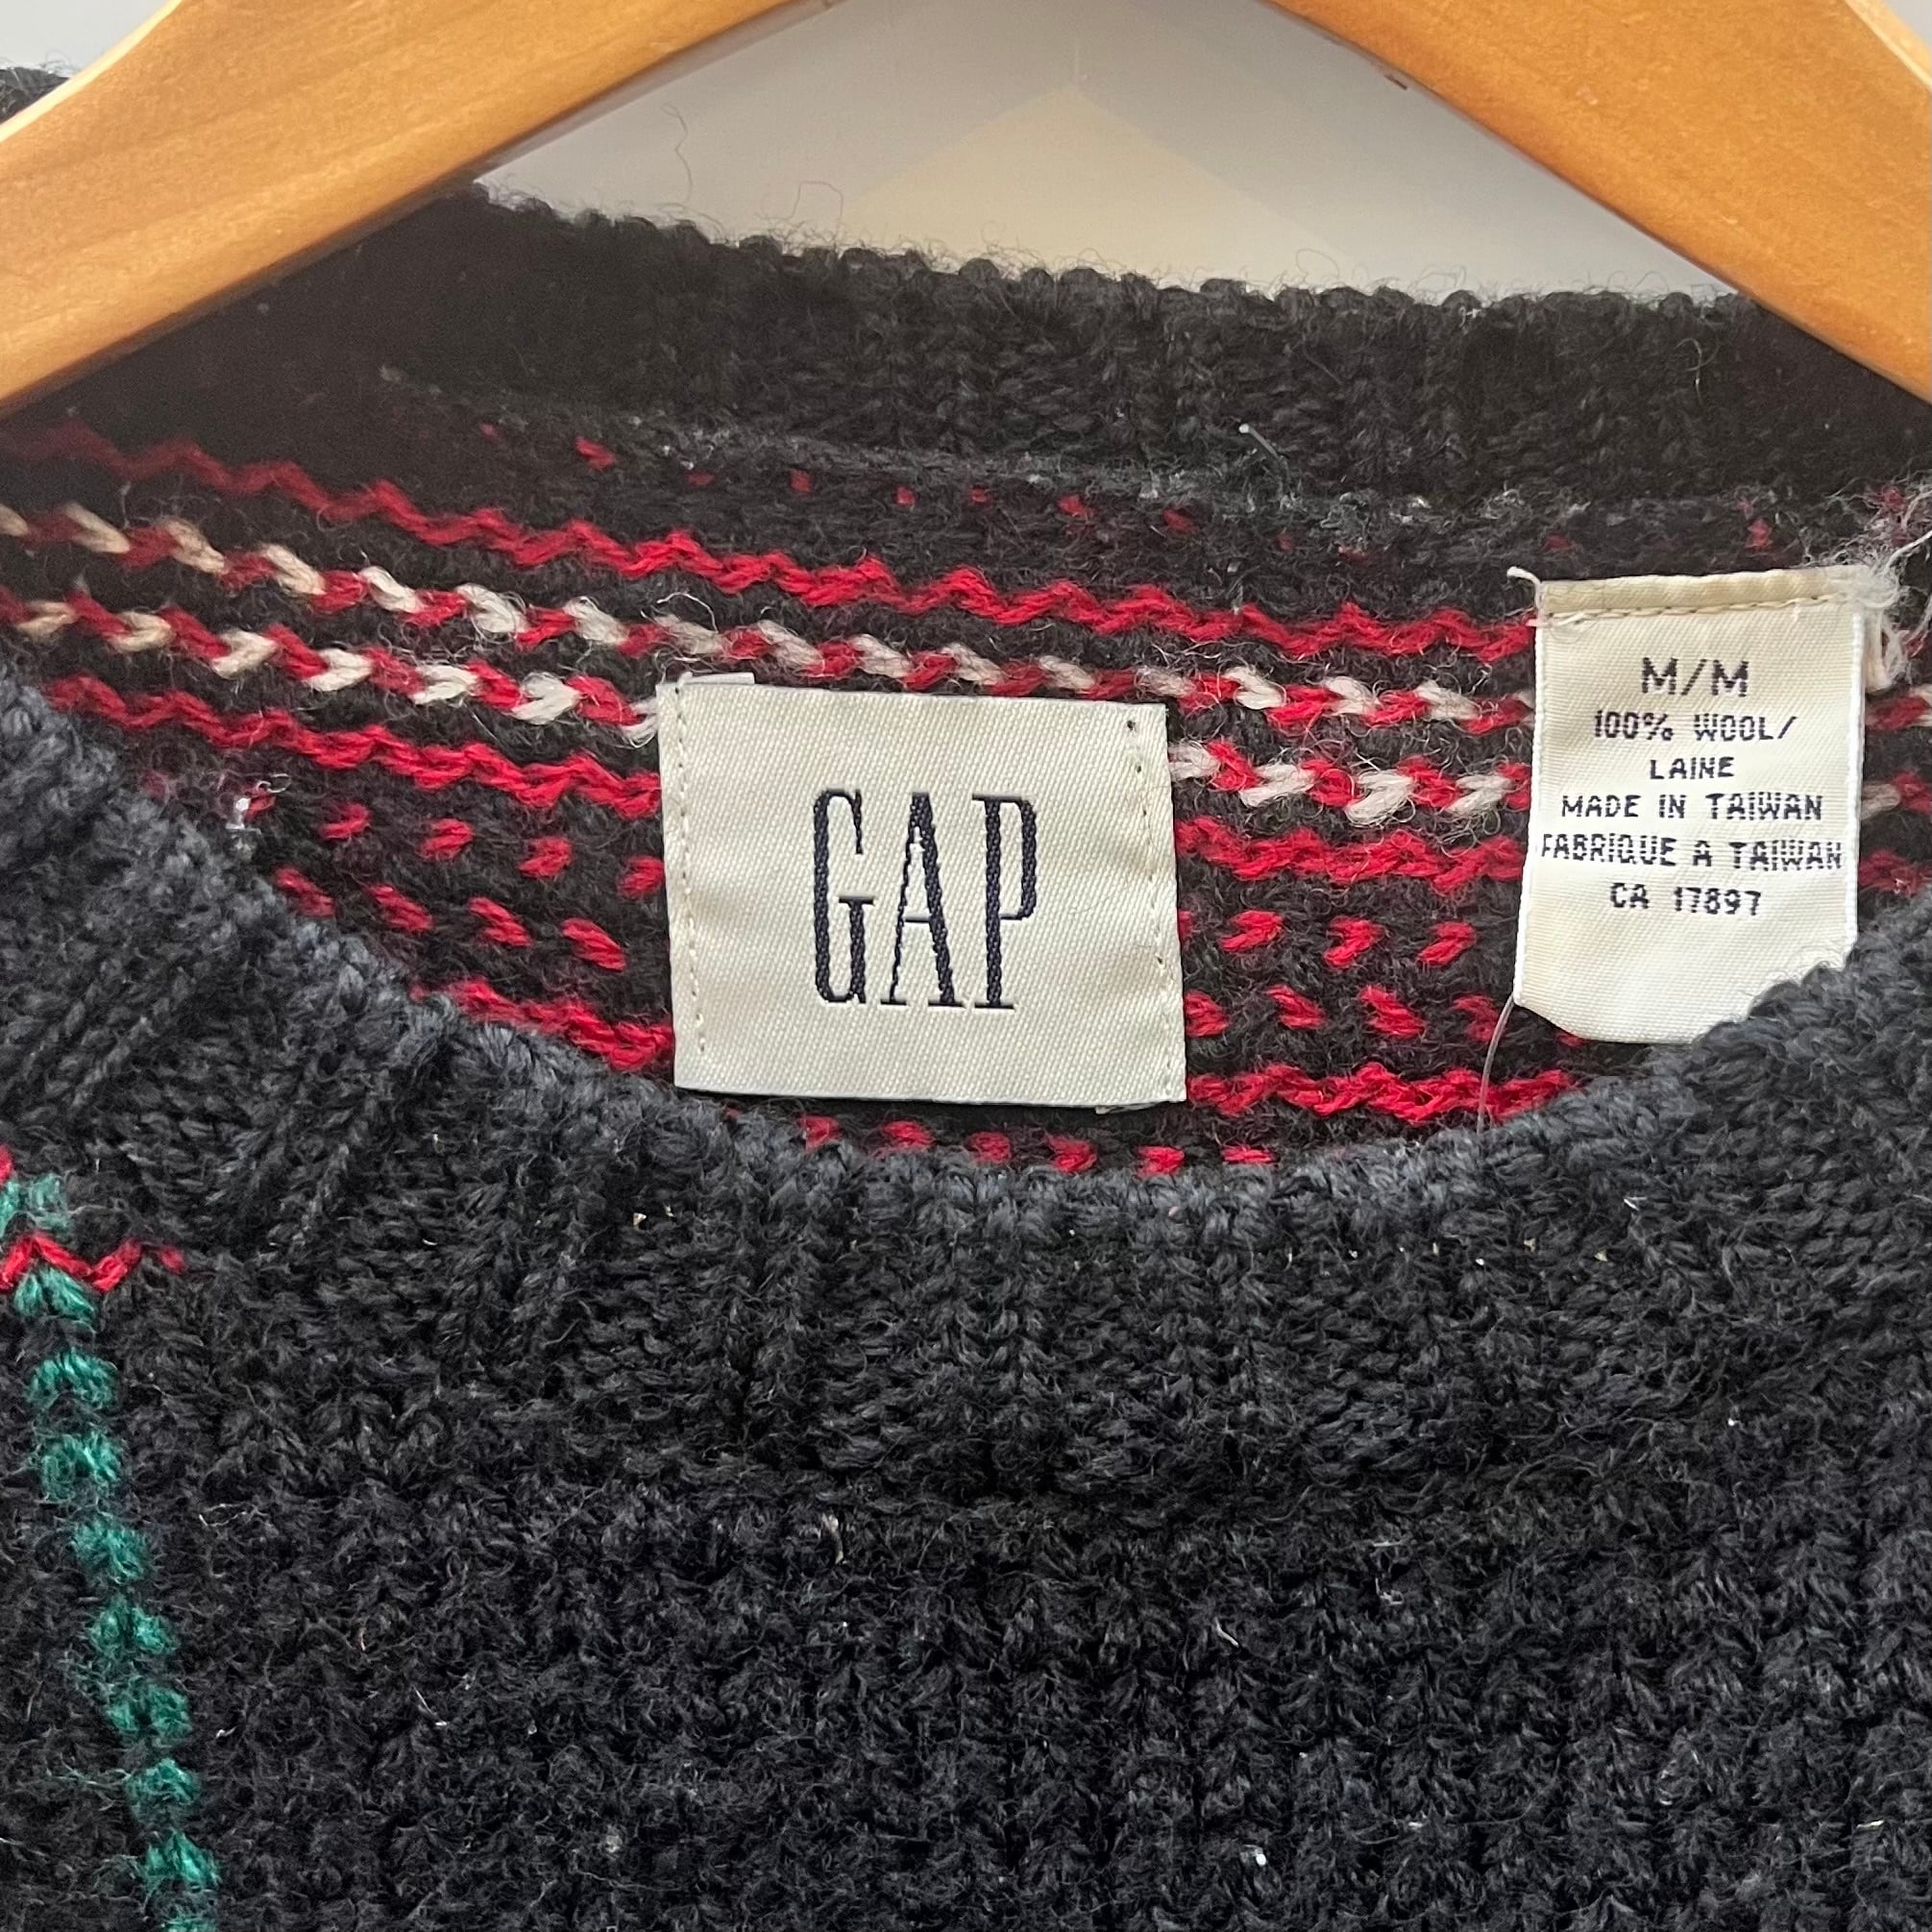 GAP
M/M
100% WOOL/
LAINE
MADE IN TAIWAN
FABRIQUE A TAIWAN
CA 17897